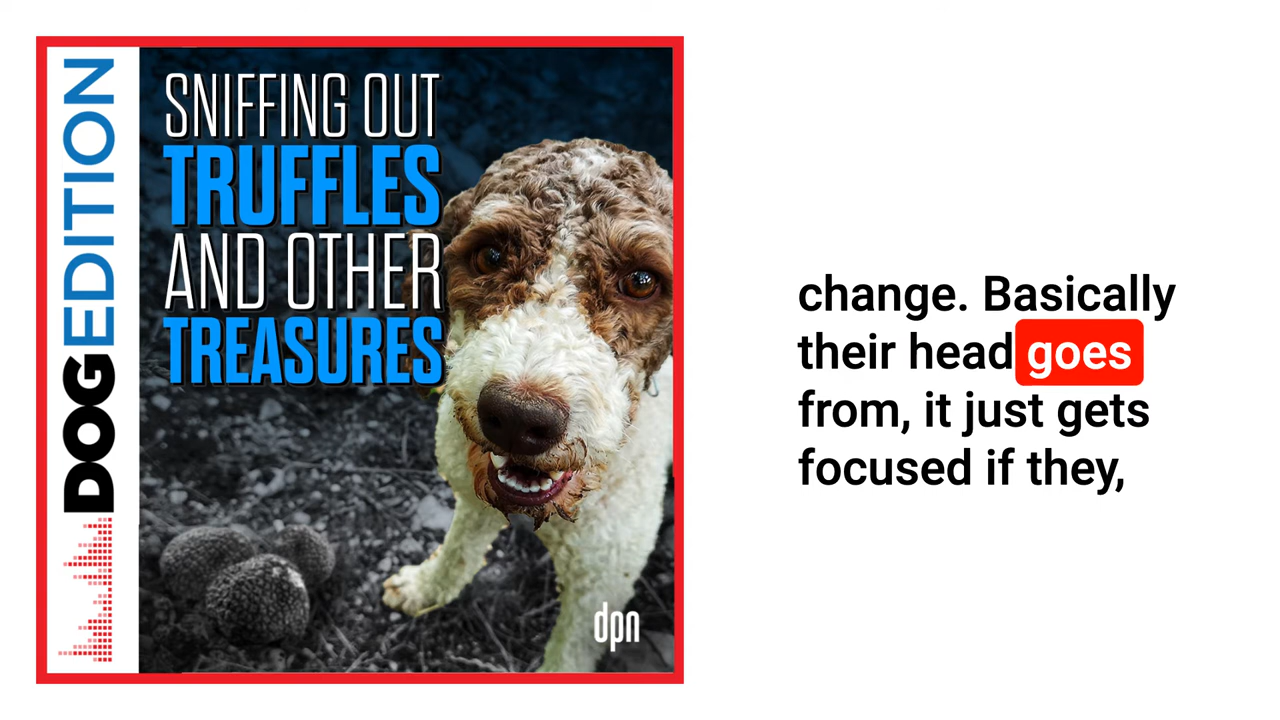 DOGEDITION
SNIFFING OUT
TRUFFLES
AND OTHER
TREASURES
dpn
change. Basically
their head goes
from, it just gets
focused if they,